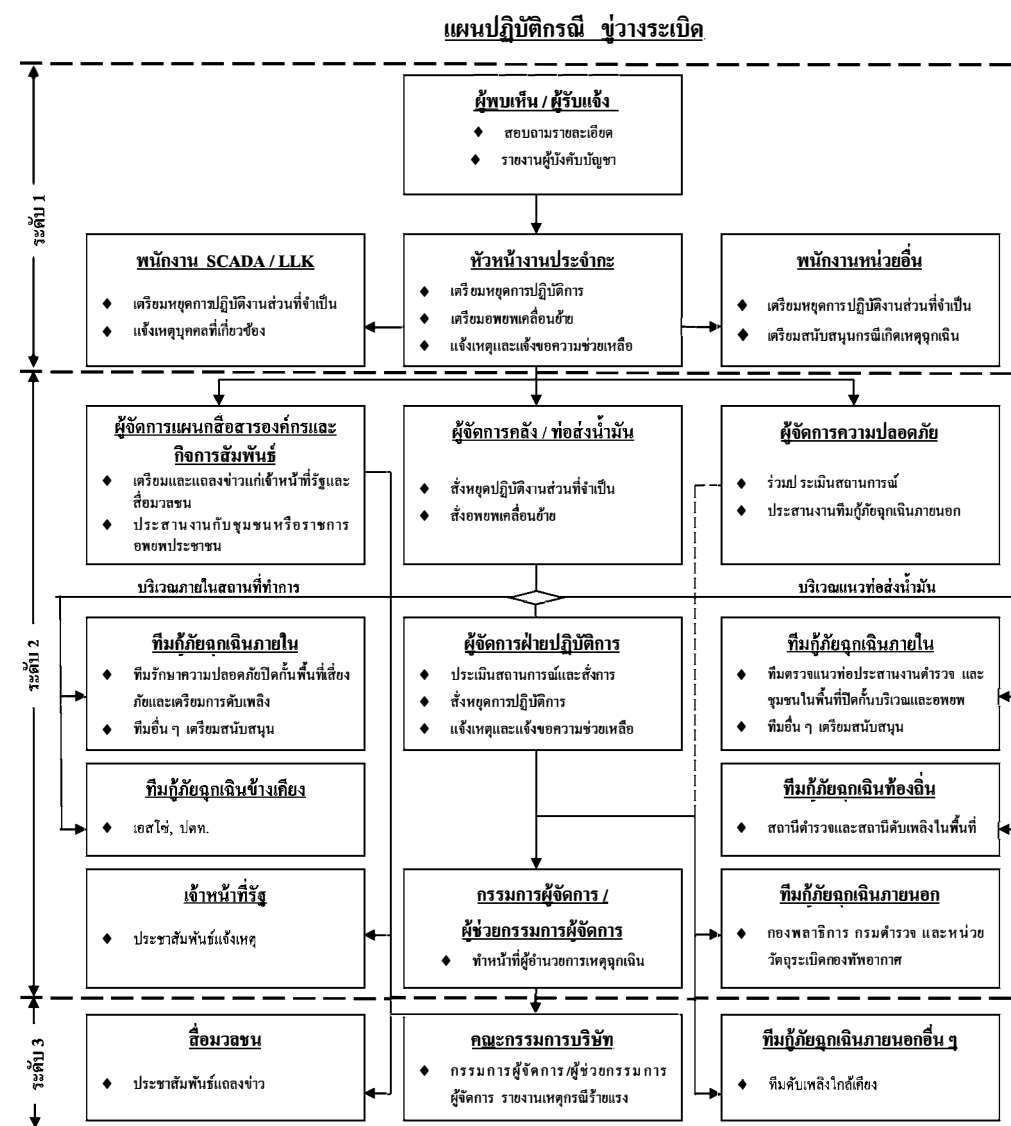 แผนปฏิบัติกรณี ขู่วางระเบิด
ระดับ 1
ผู้พบเห็น / ผู้รับแจ้ง
♦ สอบถามรายละเอียด
♦ รายงานผู้บังคับบัญชา
พนักงาน SCADA / LLK
♦ เตรียมหยุดการปฏิบัติงานส่วนที่จำเป็น
♦ แจ้งเหตุบุคคลที่เกี่ยวข้อง
หัวหน้างานประจำกะ
♦ เตรียมหยุดการปฏิบัติการ
♦ เตรียมอพยพเคลื่อนย้าย
♦ แจ้งเหตุและแจ้งขอความช่วยเหลือ
พนักงานหน่วยอื่น
♦ เตรียมหยุดการปฏิบัติงานส่วนที่จำเป็น
♦ เตรียมสนับสนุนกรณีเกิดเหตุฉุกเฉิน
ระดับ 2
ผู้จัดการแผนกสื่อสารองค์กรและ
กิจการสัมพันธ์
♦ เตรียมและแถลงข่าวแก่เจ้าหน้าที่รัฐและ
สื่อมวลชน
♦ ประสานงานกับชุมชนหรือราชการ
อพยพประชาชน
ผู้จัดการคลัง / ท่อส่งน้ำมัน
♦ สั่งหยุดปฏิบัติงานส่วนที่จำเป็น
♦ สั่งอพยพเคลื่อนย้าย
ผู้จัดการความปลอดภัย
♦ ร่วมประเมินสถานการณ์
♦ ประสานงานทีมกู้ภัยฉุกเฉินภายนอก
บริเวณภายในสถานที่ทำการ
บริเวณแนวท่อส่งน้ำมัน
ทีมกู้ภัยฉุกเฉินภายใน
♦ ทีมรักษาความปลอดภัยปิดกั้นพื้นที่เสี่ยง
ภัยและเตรียมการดับเพลิง
♦ ทีมอื่น ๆ เตรียมสนับสนุน
ผู้จัดการฝ่ายปฏิบัติการ
♦ ประเมินสถานการณ์และสั่งการ
♦ สั่งหยุดการปฏิบัติการ
♦ แจ้งเหตุและแจ้งขอความช่วยเหลือ
ทีมกู้ภัยฉุกเฉินภายใน
♦ ทีมตรวจแนวท่อประสานงานตำรวจ และ
ชุมชนในพื้นที่ปิดกั้นบริเวณและอพยพ
♦ ทีมอื่น ๆ เตรียมสนับสนุน
ทีมกู้ภัยฉุกเฉินข้างเคียง
♦ เอสโซ่, ปตท.
ทีมกู้ภัยฉุกเฉินท้องถิ่น
♦ สถานีตำรวจและสถานีดับเพลิงในพื้นที่
เจ้าหน้าที่รัฐ
♦ ประชาสัมพันธ์แจ้งเหตุ
กรรมการผู้จัดการ /
ผู้ช่วยกรรมการผู้จัดการ
♦ ทำหน้าที่ผู้อำนวยการเหตุฉุกเฉิน
ทีมกู้ภัยฉุกเฉินภายนอก
♦ กองพลาธิการ กรมตำรวจ และหน่วย
วัตถุระเบิดกองทัพอากาศ
ระดับ 3
สื่อมวลชน
♦ ประชาสัมพันธ์แถลงข่าว
คณะกรรมการบริษัท
♦ กรรมการผู้จัดการ /ผู้ช่วยกรรมการ
ผู้จัดการ รายงานเหตุกรณีร้ายแรง
ทีมกู้ภัยฉุกเฉินภายนอกอื่น ๆ
♦ ทีมดับเพลิงใกล้เคียง